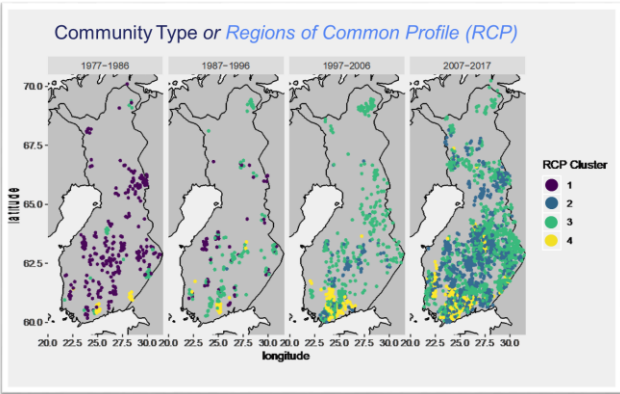 Community Type or Regions of Common Profile (RCP)
1977−1986 1987−1996 1997−2006 2007−2017
70.0
67.5
65.0
62.5
60.0
latitude
20.0 22.5 25.0 27.5 30.0 20.0 22.5 25.0 27.5 30.0 20.0 22.5 25.0 27.5 30.0 20.0 22.5 25.0 27.5 30.0
longitude
RCP Cluster
1
2
3
4